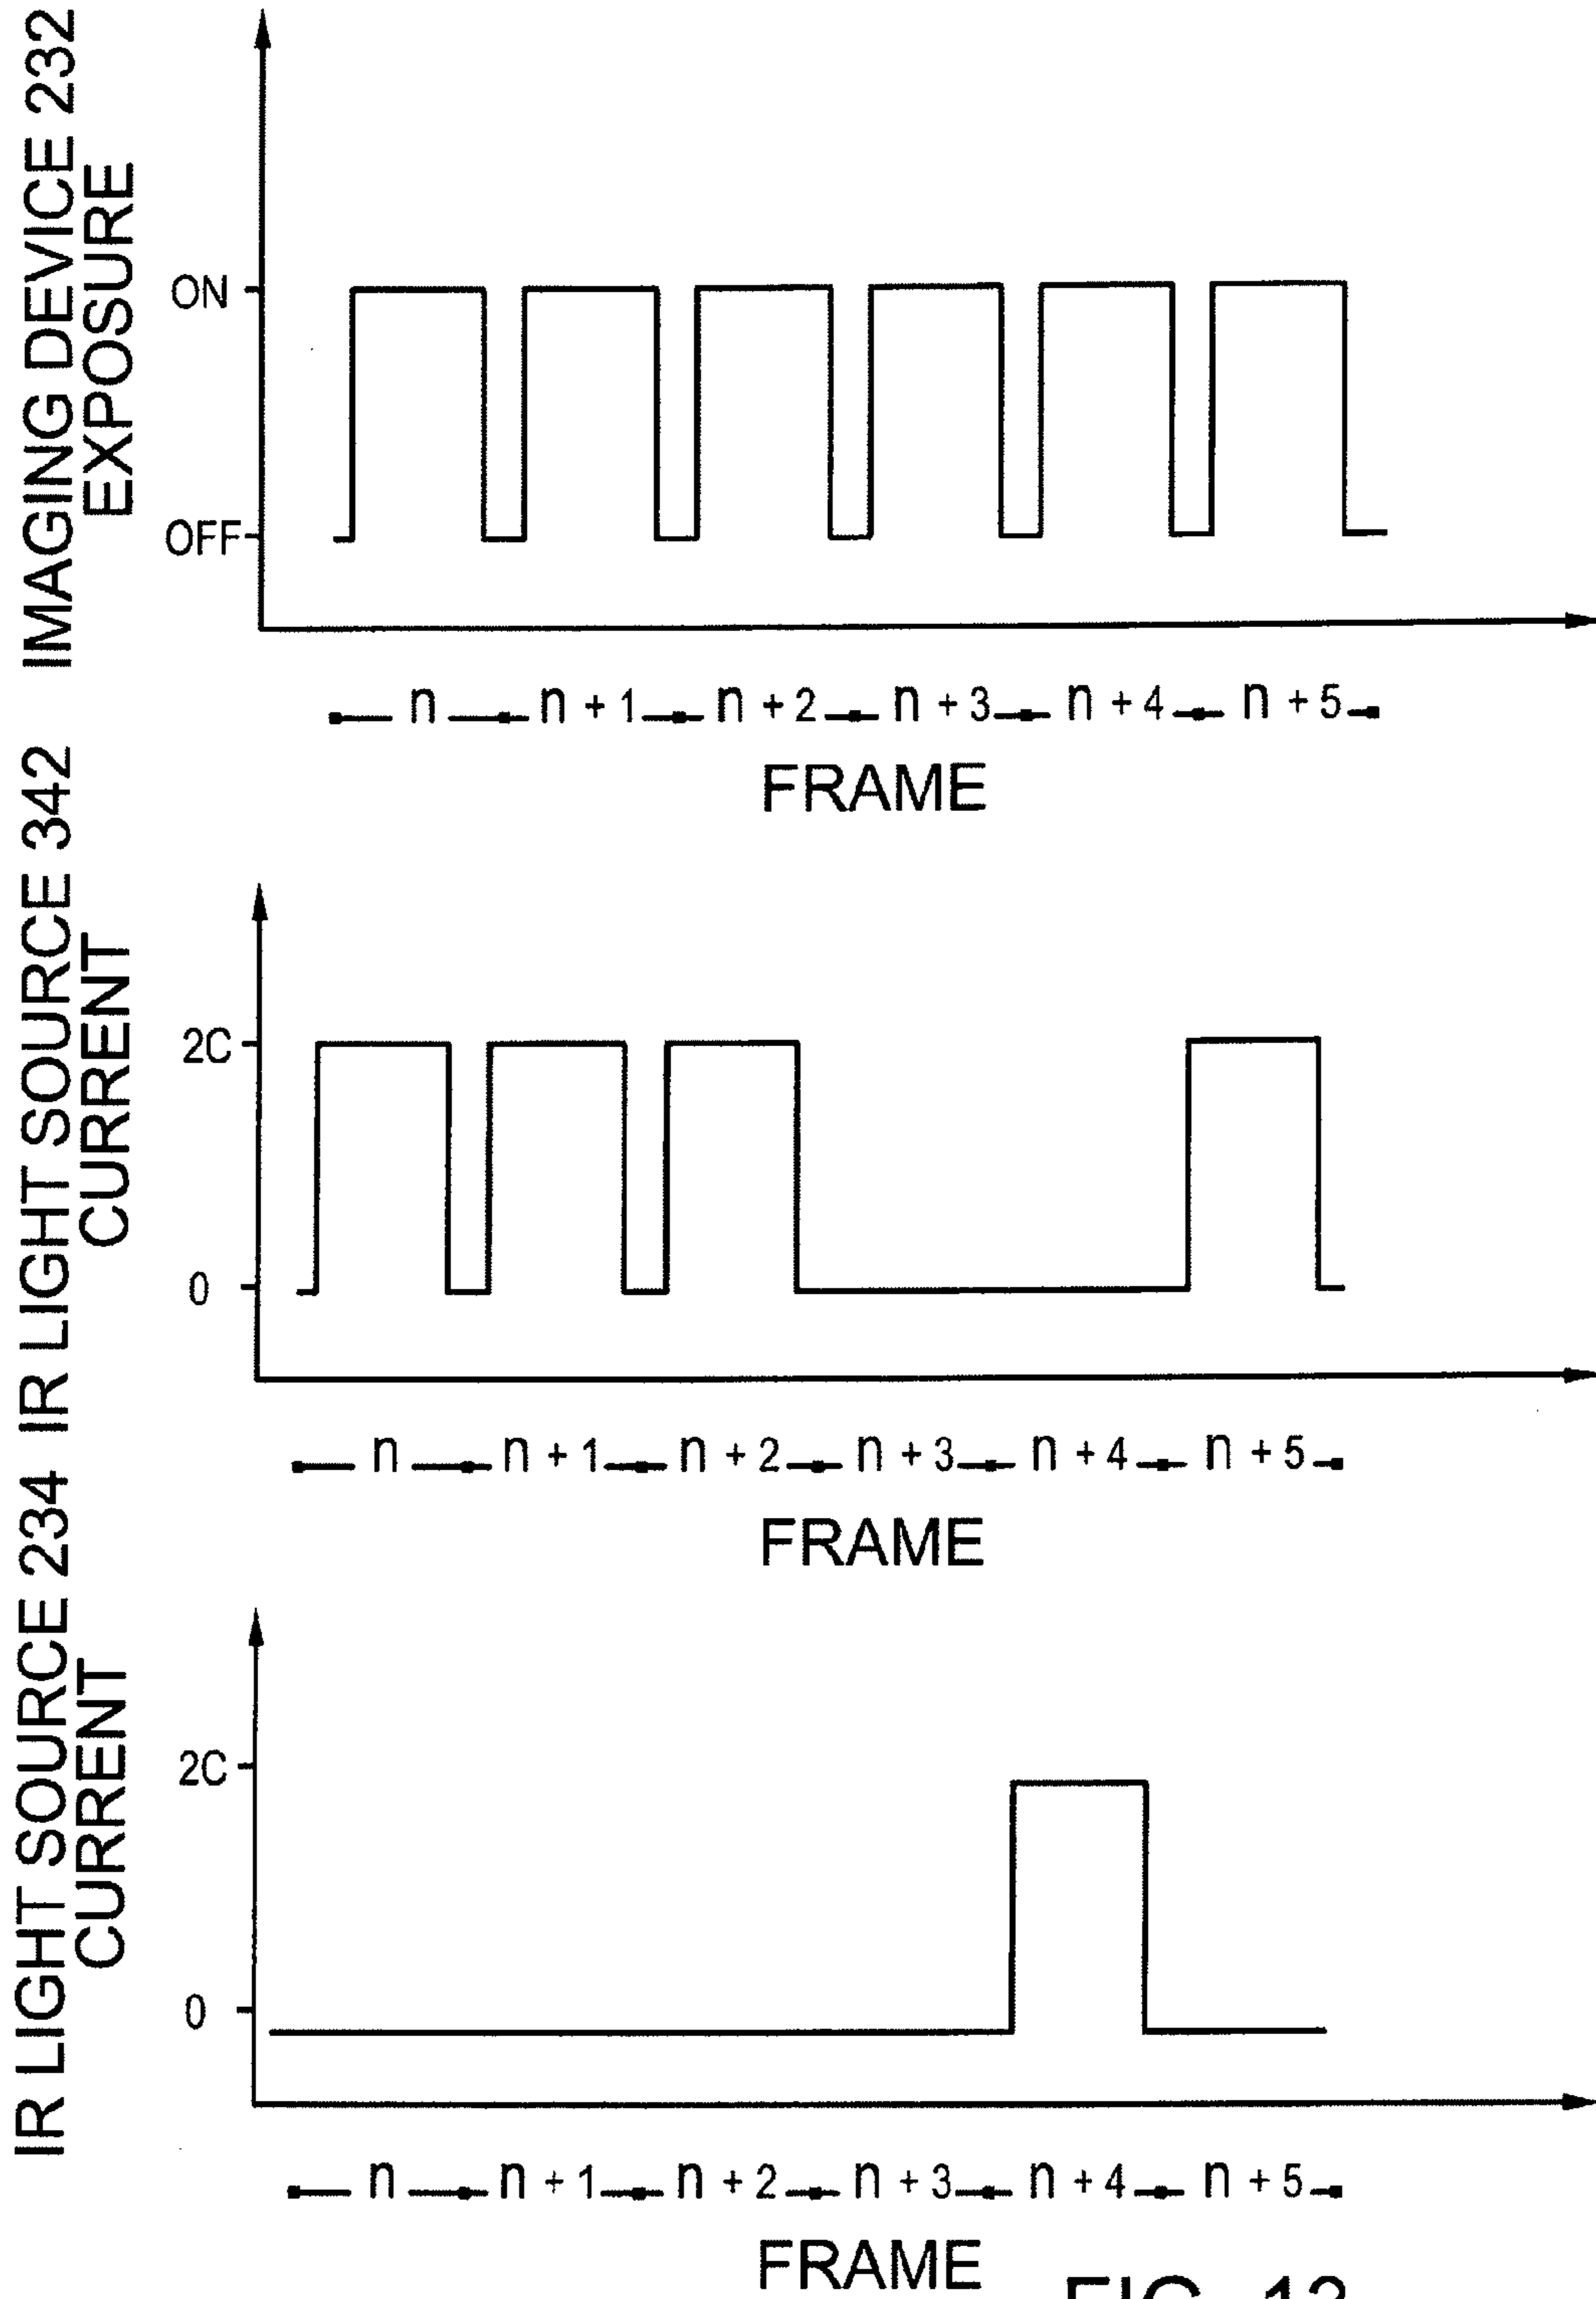 IMAGING DEVICE 232
EXPOSURE
ON
OFF
n n + 1 n + 2 n + 3 n + 4 n + 5
FRAME
IR LIGHT SOURCE 342
CURRENT
2C
0
n n + 1 n + 2 n + 3 n + 4 n + 5
FRAME
IR LIGHT SOURCE 234
CURRENT
2C
0
n n + 1 n + 2 n + 3 n + 4 n + 5
FRAME